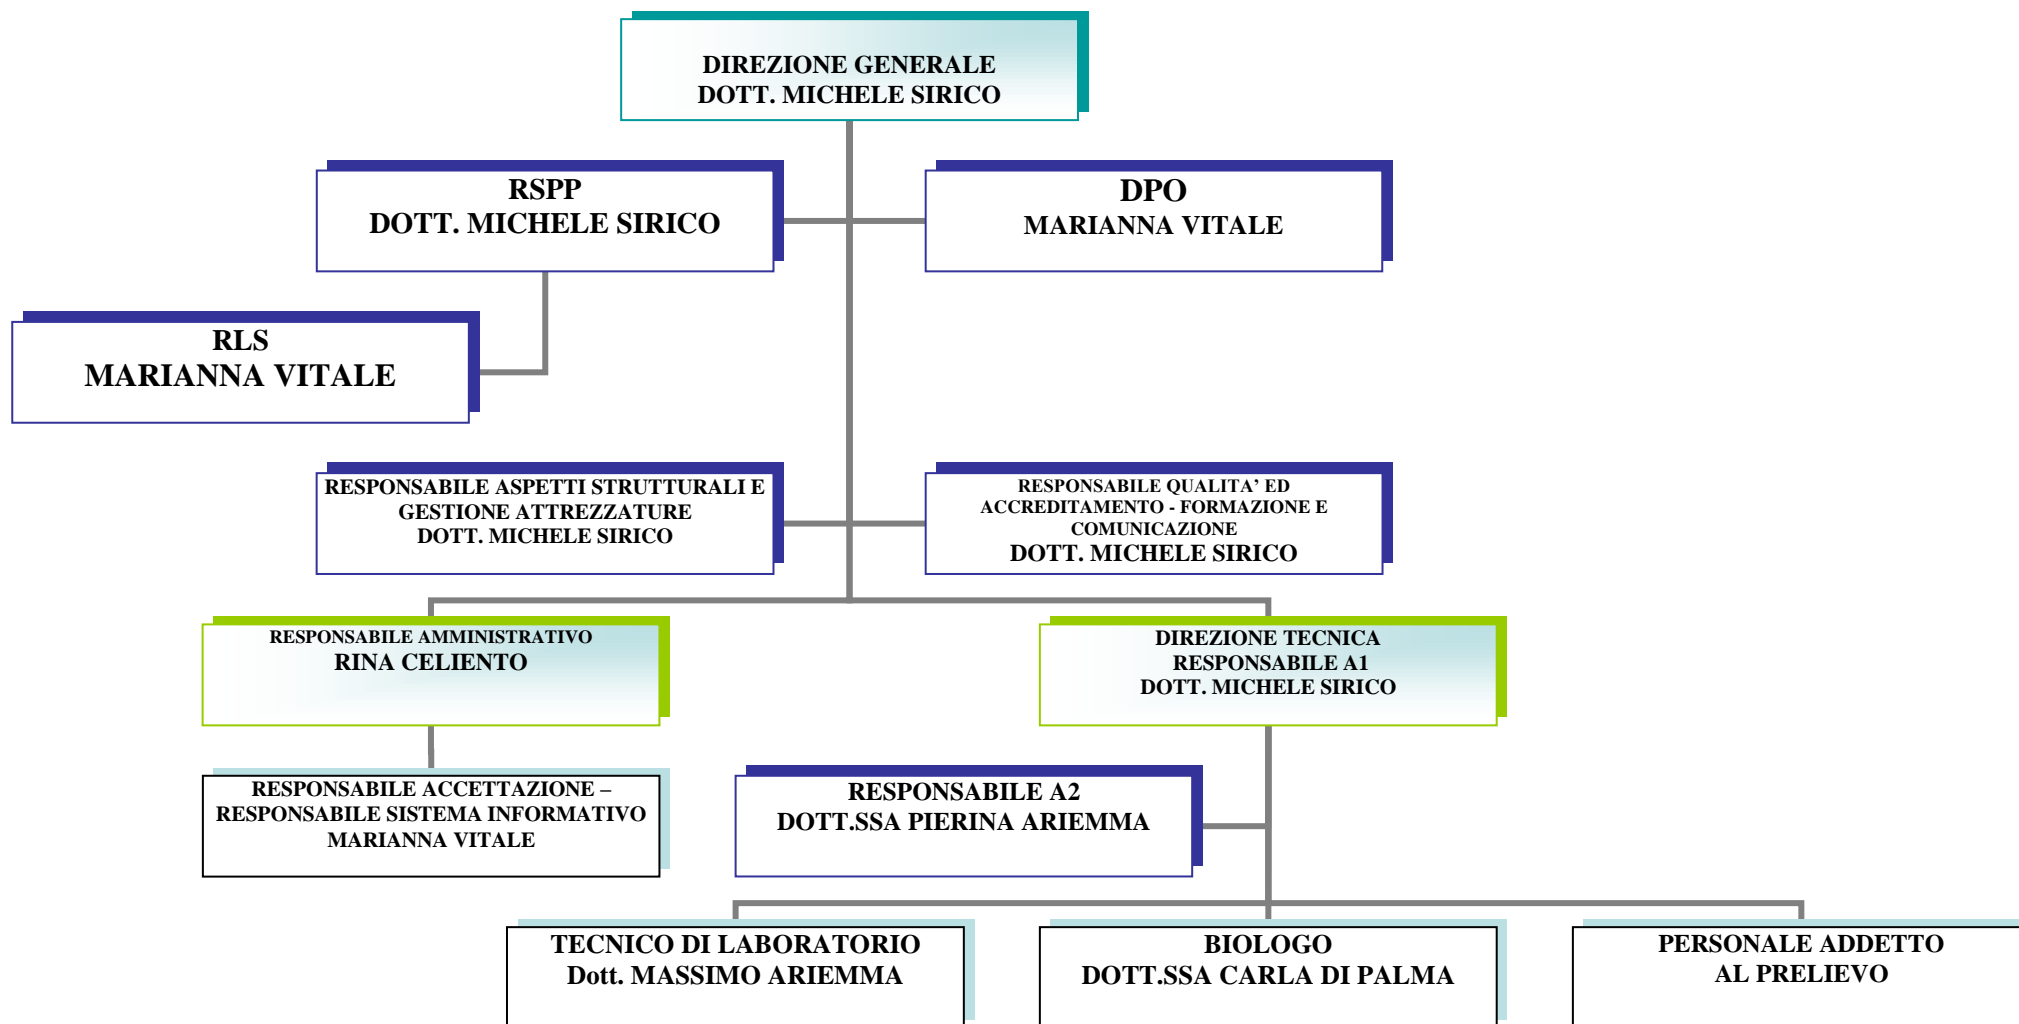 DIREZIONE GENERALE
DOTT. MICHELE SIRICO
RSPP
DOTT. MICHELE SIRICO
DPO
MARIANNA VITALE
RLS
MARIANNA VITALE
RESPONSABILE ASPETTI STRUTTURALI E
GESTIONE ATTREZZATURE
DOTT. MICHELE SIRICO
RESPONSABILE QUALITA’ ED
ACCREDITAMENTO - FORMAZIONE E
COMUNICAZIONE
DOTT. MICHELE SIRICO
RESPONSABILE AMMINISTRATIVO
RINA CELIENTO
DIREZIONE TECNICA
RESPONSABILE A1
DOTT. MICHELE SIRICO
RESPONSABILE ACCETTAZIONE –
RESPONSABILE SISTEMA INFORMATIVO
MARIANNA VITALE
RESPONSABILE A2
DOTT.SSA PIERINA ARIEMMA
TECNICO DI LABORATORIO
Dott. MASSIMO ARIEMMA
BIOLOGO
DOTT.SSA CARLA DI PALMA
PERSONALE ADDETTO
AL PRELIEVO